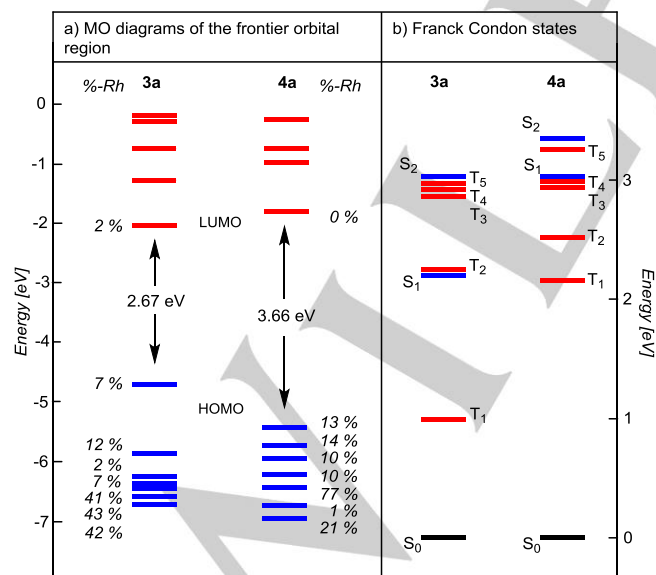 a) MO diagrams of the frontier orbital
region
b) Franck Condon states
%-Rh
3a
4a
%-Rh
3a
4a
0
-1
-2
-3
-4
-5
-6
-7
Energy [eV]
2 %
LUMO
0 %
2.67 eV
3.66 eV
7 %
HOMO
12 %
2 %
7 %
41 %
43 %
42 %
13 %
14 %
10 %
10 %
77 %
1 %
21 %
S2
T5
T4
T3
T2
S1
T1
S0
S2
T5
S1
T4
T3
T2
T1
S0
3
2
1
0
Energy [eV]